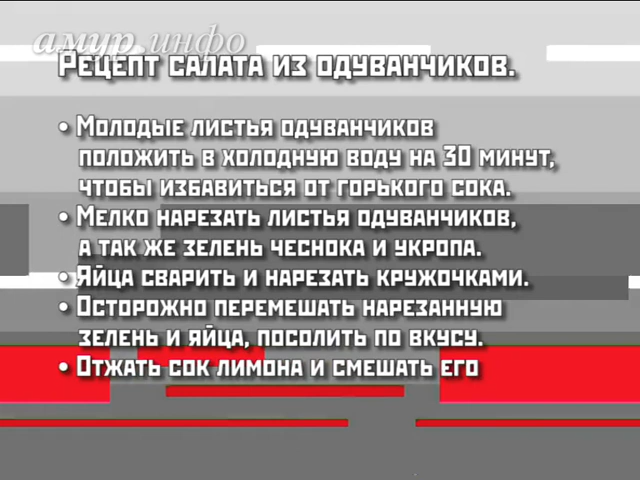 амур.инфо
Рецепт салата из одуванчиков.
• Молодые листья одуванчиков
положить в холодную воду на 30 минут,
чтобы избавиться от горького сока.
• Мелко нарезать листья одуванчиков,
а так же зелень чеснока и укропа.
• Яйца сварить и нарезать кружочками.
• Осторожно перемешать нарезанную
зелень и яйца, посолить по вкусу.
• Отжать сок лимона и смешать его